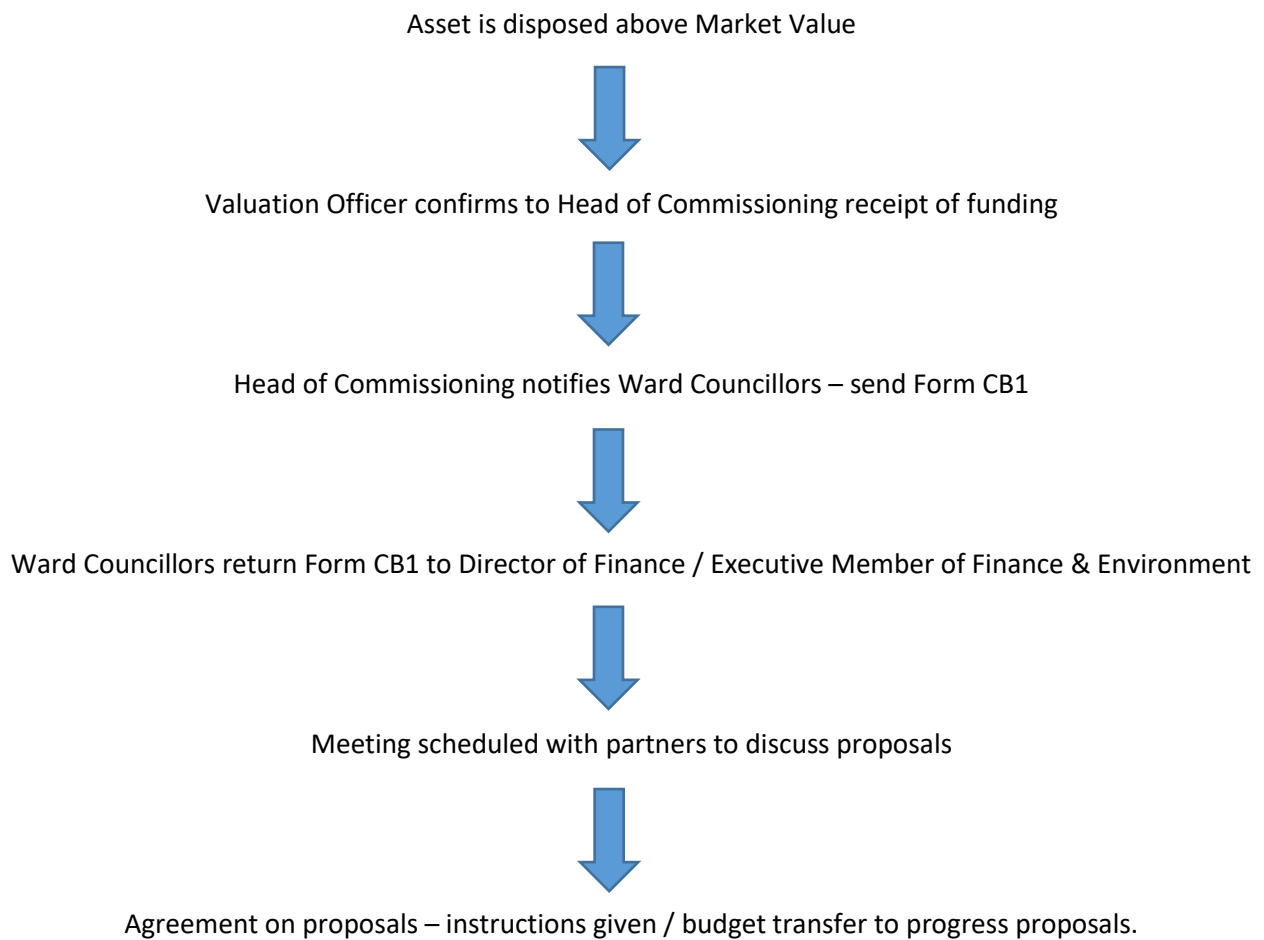 Asset is disposed above Market Value
Valuation Officer confirms to Head of Commissioning receipt of funding
Head of Commissioning notifies Ward Councillors – send Form CB1
Ward Councillors return Form CB1 to Director of Finance / Executive Member of Finance & Environment
Meeting scheduled with partners to discuss proposals
Agreement on proposals – instructions given / budget transfer to progress proposals.